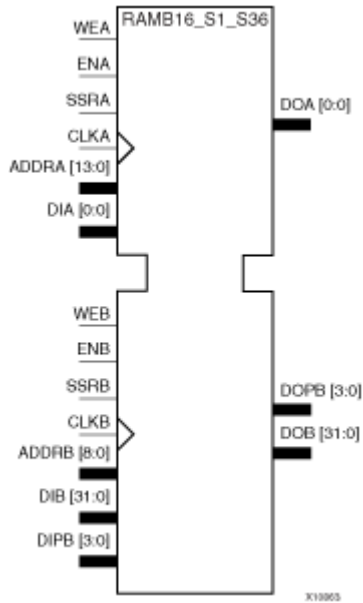 RAMB16_S1_S36
WEA
ENA
SSRA
CLKA
ADDRA [13:0]
DIA [0:0]
DOA [0:0]
WEB
ENB
SSRB
CLKB
ADDRB [8:0]
DIB [31:0]
DIPB [3:0]
DOPB [3:0]
DOB [31:0]
X10865